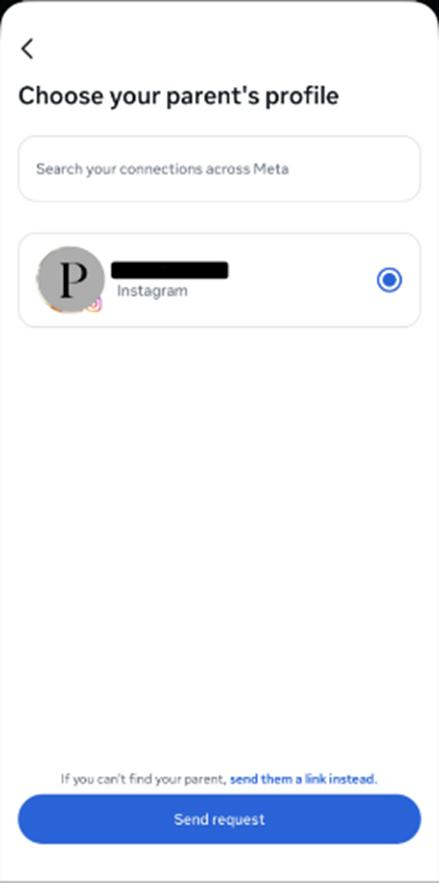 Choose your parent's profile
Search your connections across Meta
P
Instagram
If you can't find your parent, send them a link instead.
Send request